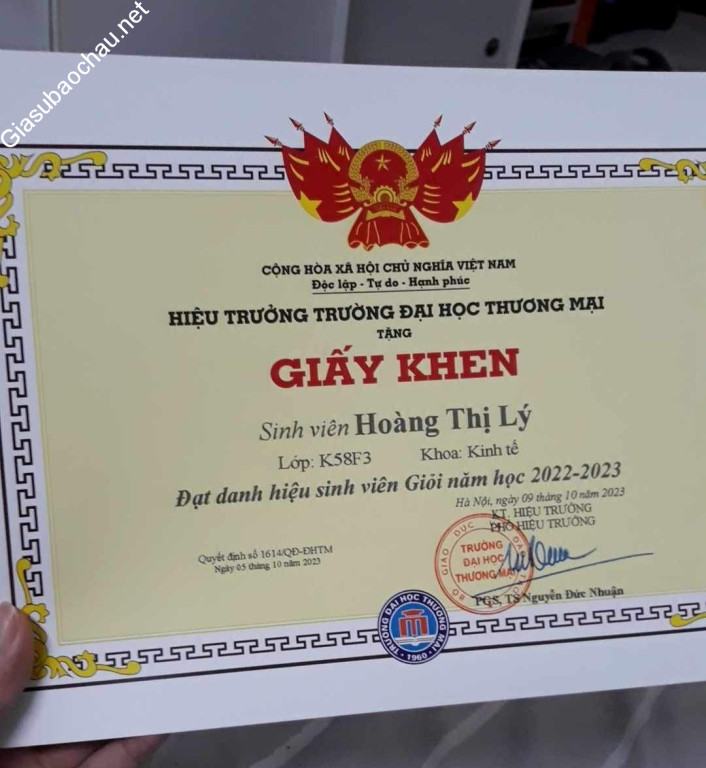 Giasubaochau.net
CỘNG HÒA XÃ HỘI CHỦ NGHĨA VIỆT NAM
Độc lập - Tự do - Hạnh phúc
HIỆU TRƯỞNG TRƯỜNG ĐẠI HỌC THƯƠNG MẠI
TẶNG
GIẤY KHEN
Sinh viên Hoàng Thị Lý
Lớp: K58F3 Khoa: Kinh tế
Đạt danh hiệu sinh viên Giỏi năm học 2022-2023
Hà Nội, ngày 09 tháng 10 năm 2023
KT. HIỆU TRƯỞNG
PHÓ HIỆU TRƯỞNG
Quyết định số 1614/QĐ-ĐHTM
Ngày 05 tháng 10 năm 2023
BỘ GIÁO DỤC
TRƯỜNG
ĐẠI HỌC
THƯƠNG MẠI
PGS, TS Nguyễn Đức Nhuận
TRƯỜNG ĐẠI HỌC THƯƠNG MẠI
1960